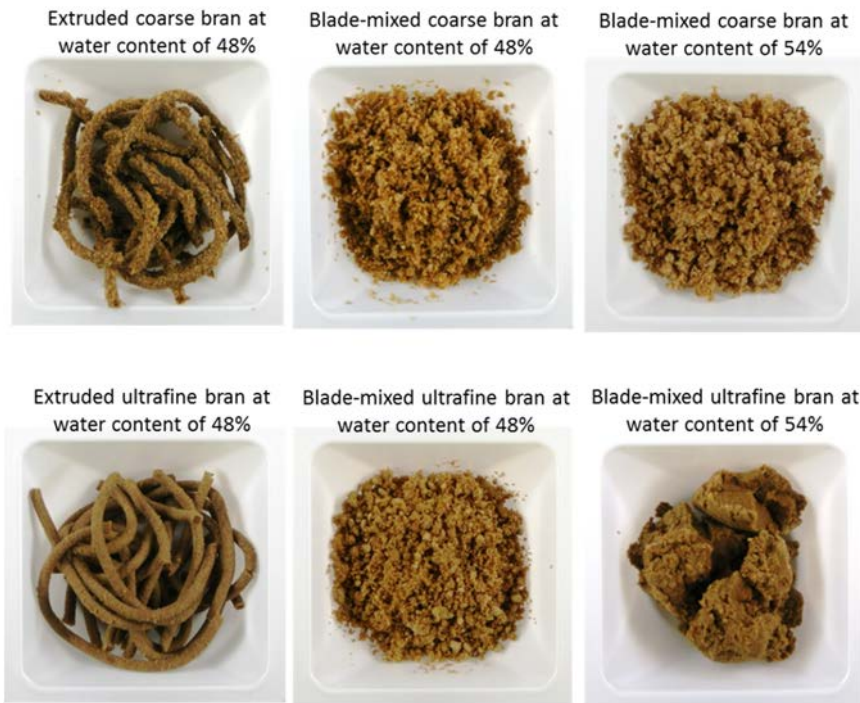 Extruded coarse bran at
water content of 48%
Blade-mixed coarse bran at
water content of 48%
Blade-mixed coarse bran at
water content of 54%
Extruded ultrafine bran at
water content of 48%
Blade-mixed ultrafine bran at
water content of 48%
Blade-mixed ultrafine bran at
water content of 54%